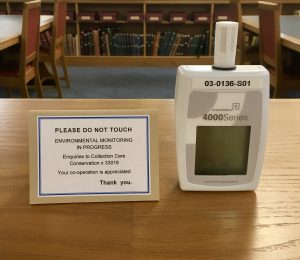 PLEASE DO NOT TOUCH
ENVIRONMENTAL MONITORING
IN PROGRESS
Enquiries to Collection Care
Conservation x 33018
Your co-operation is appreciated
Thank you.
03-0136-S01
4000Series